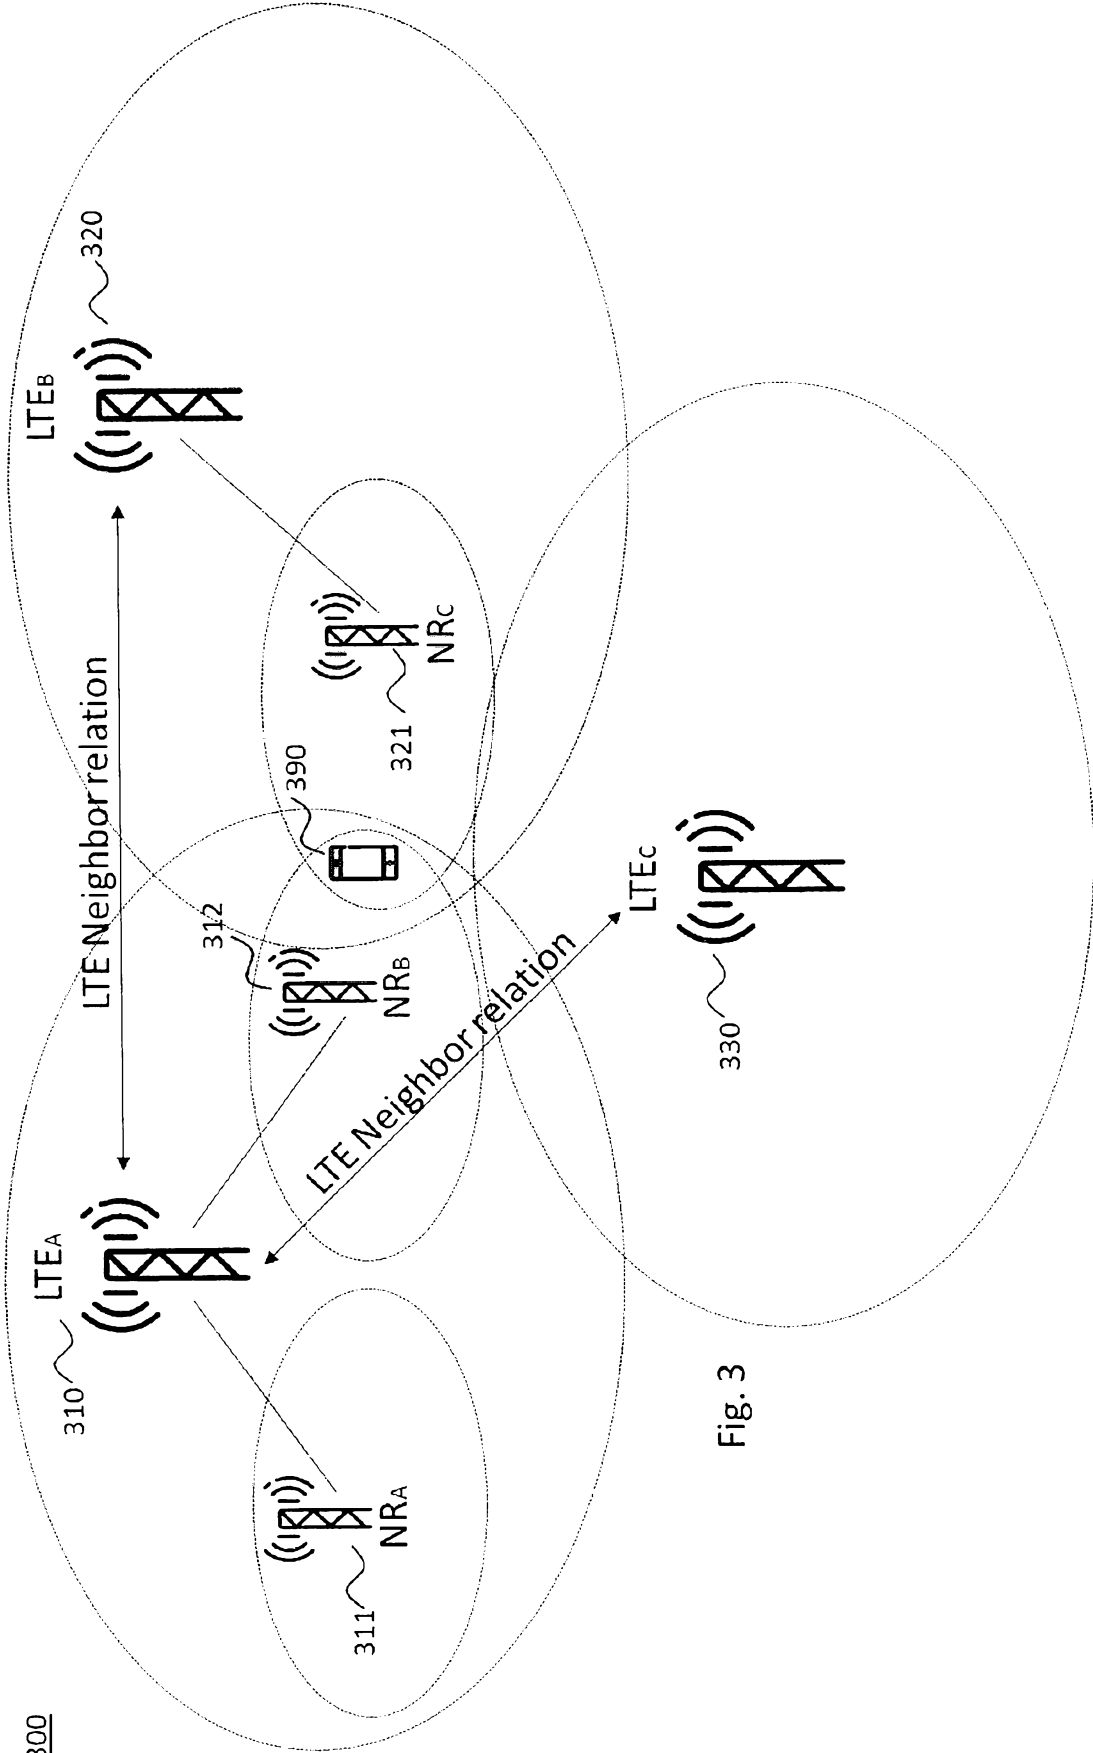 300
310
LTEA
LTE Neighbor relation
LTEB
320
312
390
NRB
NRC
321
311
NRA
LTE Neighbor relation
LTEC
330
Fig. 3